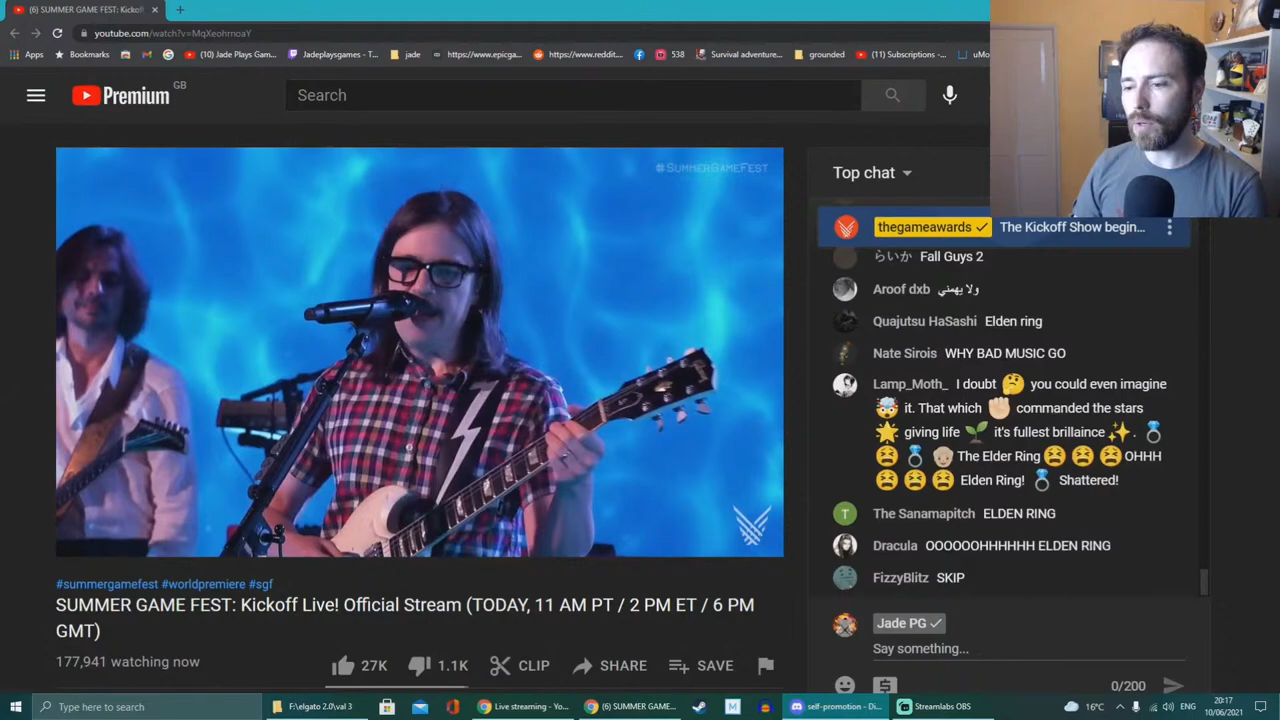 (6) SUMMER GAME FEST: Kickof
youtube.com/watch?v=MqXeohrnoaY
Apps
Bookmarks
(10) Jade Plays Gam...
Jadeplaysgames - T...
jade
https://www.epicga...
https://www.reddit...
538
Survival adventure...
grounded
(11) Subscriptions -...
uMo
Premium
GB
Search
#SUMMERGAMEFEST
Top chat
thegameawards The Kickoff Show begin...
らいか Fall Guys 2
Aroof dxb ولا يهمني
Quajutsu HaSashi Elden ring
Nate Sirois WHY BAD MUSIC GO
Lamp_Moth_ I doubt 🤔 you could even imagine
🤯 it. That which ✊🏼 commanded the stars
🌟 giving life 🌱 it's fullest brillaince ✨. 💍
😫 💍 👴🏼 The Elder Ring 😫 😫 😫 OHHH
😫 😫 😫 Elden Ring! 💍 Shattered!
T The Sanamapitch ELDEN RING
Dracula OOOOOOHHHHHH ELDEN RING
FizzyBlitz SKIP
Jade PG
Say something...
0/200
#summergamefest #worldpremiere #sgf
SUMMER GAME FEST: Kickoff Live! Official Stream (TODAY, 11 AM PT / 2 PM ET / 6 PM
GMT)
177,941 watching now
27K
1.1K
CLIP
SHARE
SAVE
Type here to search
F:\elgato 2.0\val 3
Live streaming - Yo...
(6) SUMMER GAME...
M
self-promotion - Di...
Streamlabs OBS
16°C
20:17
10/06/2021